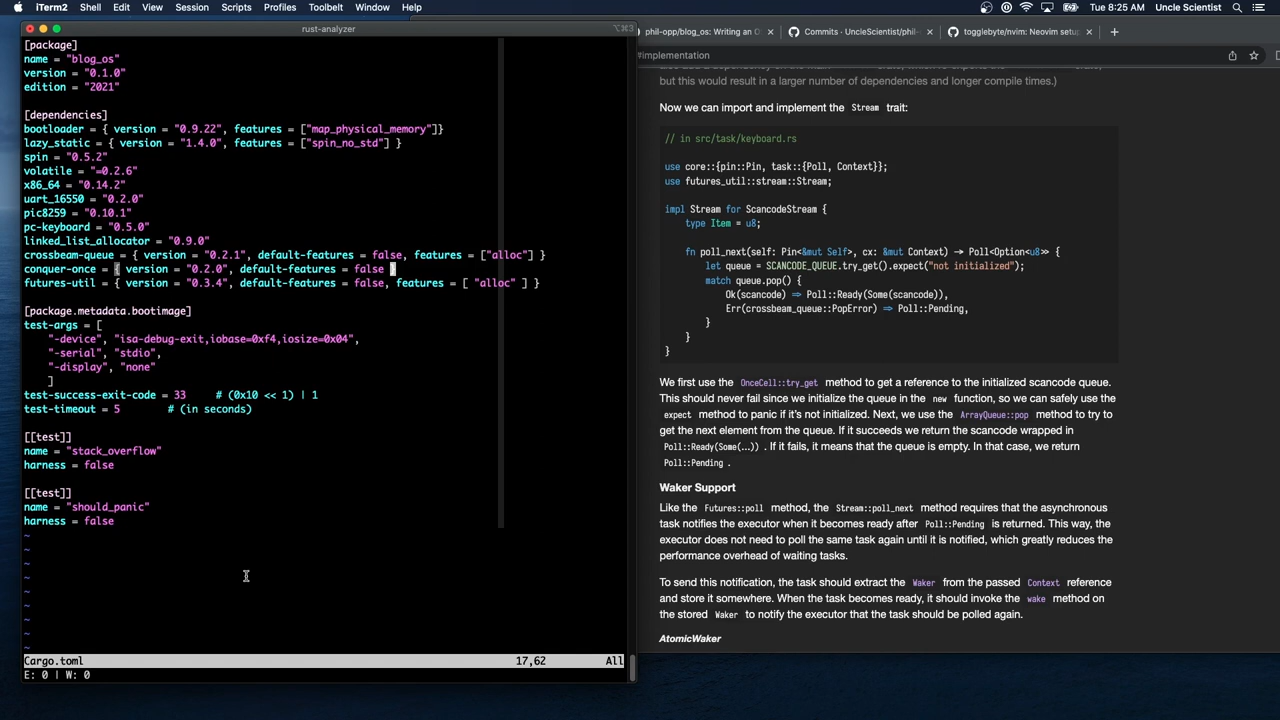 iTerm2 Shell Edit View Session Scripts Profiles Toolbelt Window Help
Tue 8:25 AM Uncle Scientist
rust-analyzer
⌥⌘3
[package]
name = "blog_os"
version = "0.1.0"
edition = "2021"
[dependencies]
bootloader = { version = "0.9.22", features = ["map_physical_memory"]}
lazy_static = { version = "1.4.0", features = ["spin_no_std"] }
spin = "0.5.2"
volatile = "=0.2.6"
x86_64 = "0.14.2"
uart_16550 = "0.2.0"
pic8259 = "0.10.1"
pc-keyboard = "0.5.0"
linked_list_allocator = "0.9.0"
crossbeam-queue = { version = "0.2.1", default-features = false, features = ["alloc"] }
conquer-once = { version = "0.2.0", default-features = false }
futures-util = { version = "0.3.4", default-features = false, features = [ "alloc" ] }
[package.metadata.bootimage]
test-args = [
"-device", "isa-debug-exit,iobase=0xf4,iosize=0x04",
"-serial", "stdio",
"-display", "none"
]
test-success-exit-code = 33 # (0x10 << 1) | 1
test-timeout = 5 # (in seconds)
[[test]]
name = "stack_overflow"
harness = false
[[test]]
name = "should_panic"
harness = false
~
~
~
~
~
~
~
~
~
Cargo.toml 17,62 All
E: 0 | W: 0
phil-opp/blog_os: Writing an O
Commits · UncleScientist/phil-
togglebyte/nvim: Neovim setup
#implementation
but this would result in a larger number of dependencies and longer compile times.)
Now we can import and implement the Stream trait:
// in src/task/keyboard.rs
use core::{pin::Pin, task::{Poll, Context}};
use futures_util::stream::Stream;
impl Stream for ScancodeStream {
type Item = u8;
fn poll_next(self: Pin<&mut Self>, cx: &mut Context) -> Poll<Option<u8>> {
let queue = SCANCODE_QUEUE.try_get().expect("not initialized");
match queue.pop() {
Ok(scancode) => Poll::Ready(Some(scancode)),
Err(crossbeam_queue::PopError) => Poll::Pending,
}
}
}
We first use the OnceCell::try_get method to get a reference to the initialized scancode queue.
This should never fail since we initialize the queue in the new function, so we can safely use the
expect method to panic if it's not initialized. Next, we use the ArrayQueue::pop method to try to
get the next element from the queue. If it succeeds we return the scancode wrapped in
Poll::Ready(Some(...)) . If it fails, it means that the queue is empty. In that case, we return
Poll::Pending .
Waker Support
Like the Futures::poll method, the Stream::poll_next method requires that the asynchronous
task notifies the executor when it becomes ready after Poll::Pending is returned. This way, the
executor does not need to poll the same task again until it is notified, which greatly reduces the
performance overhead of waiting tasks.
To send this notification, the task should extract the Waker from the passed Context reference
and store it somewhere. When the task becomes ready, it should invoke the wake method on
the stored Waker to notify the executor that the task should be polled again.
AtomicWaker